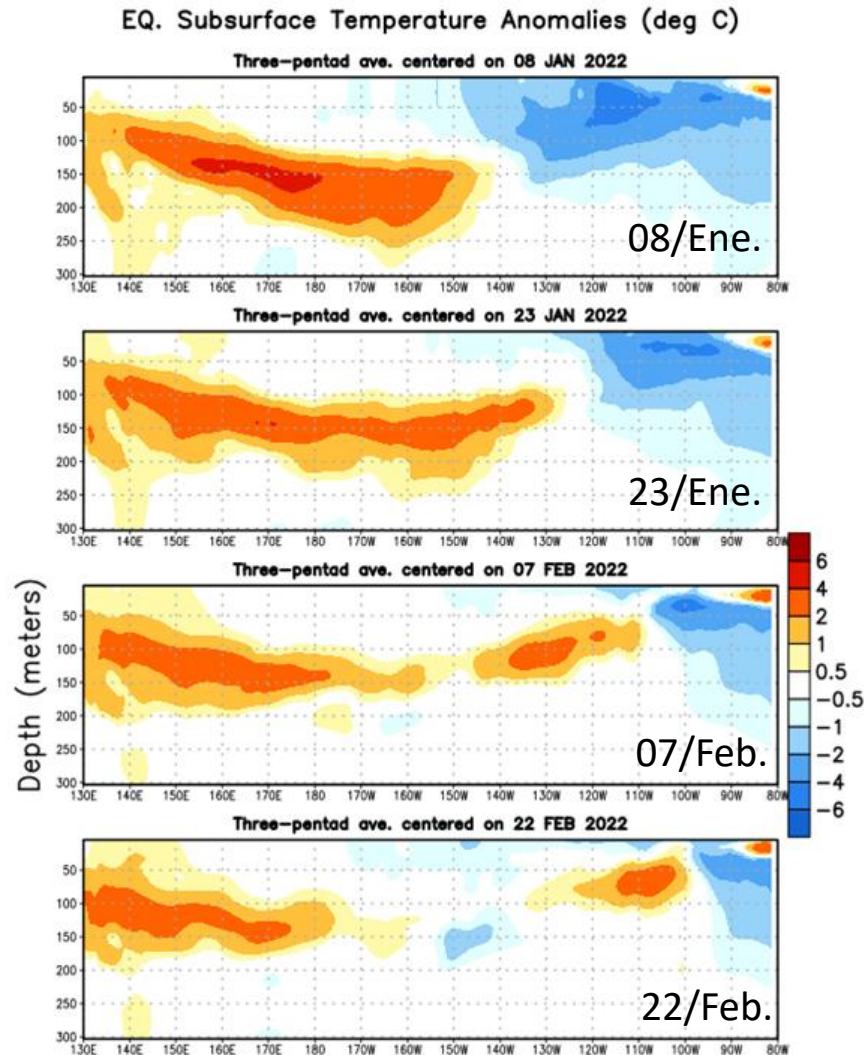 EQ. Subsurface Temperature Anomalies (deg C)
Three-pentad ave. centered on 08 JAN 2022
50
100
150
200
250
300
08/Ene.
130E 140E 150E 160E 170E 180 170W 160W 150W 140W 130W 120W 110W 100W 90W 80W
Three-pentad ave. centered on 23 JAN 2022
50
100
150
200
250
300
23/Ene.
130E 140E 150E 160E 170E 180 170W 160W 150W 140W 130W 120W 110W 100W 90W 80W
Three-pentad ave. centered on 07 FEB 2022
50
100
150
200
250
300
07/Feb.
130E 140E 150E 160E 170E 180 170W 160W 150W 140W 130W 120W 110W 100W 90W 80W
Three-pentad ave. centered on 22 FEB 2022
50
100
150
200
250
300
22/Feb.
130E 140E 150E 160E 170E 180 170W 160W 150W 140W 130W 120W 110W 100W 90W 80W
Depth (meters)
6
4
2
1
0.5
-0.5
-1
-2
-4
-6